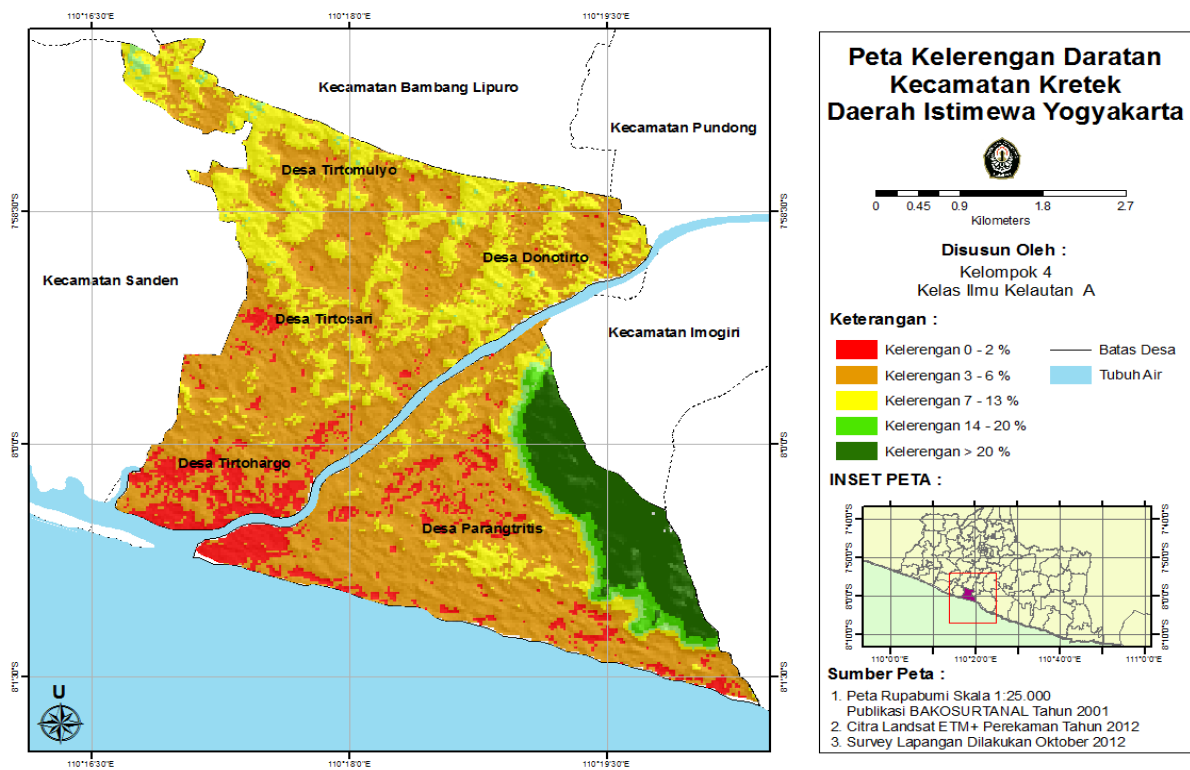 110°16'30"E
110°18'0"E
110°19'30"E
Kecamatan Bambang Lipuro
Kecamatan Pundong
Desa Tirtomulyo
7°58'30"S
7°58'30"S
Desa Donotirto
Kecamatan Sanden
Desa Tirtosari
Kecamatan Imogiri
8°0'0"S
8°0'0"S
Desa Tirtohargo
Desa Parangtritis
8°1'30"S
8°1'30"S
U
110°16'30"E
110°18'0"E
110°19'30"E
Peta Kelerengan Daratan
Kecamatan Kretek
Daerah Istimewa Yogyakarta
0 0.45 0.9 1.8 2.7
Kilometers
Disusun Oleh :
Kelompok 4
Kelas Ilmu Kelautan A
Keterangan :
Kelerengan 0 - 2 %
Batas Desa
Kelerengan 3 - 6 %
Tubuh Air
Kelerengan 7 - 13 %
Kelerengan 14 - 20 %
Kelerengan > 20 %
INSET PETA :
7°40'0"S
7°50'0"S
7°50'0"S
8°0'0"S
8°0'0"S
8°10'0"S
110°0'0"E
110°20'0"E
110°40'0"E
111°0'0"E
Sumber Peta :
1. Peta Rupabumi Skala 1:25.000
Publikasi BAKOSURTANAL Tahun 2001
2. Citra Landsat ETM+ Perekaman Tahun 2012
3. Survey Lapangan Dilakukan Oktober 2012